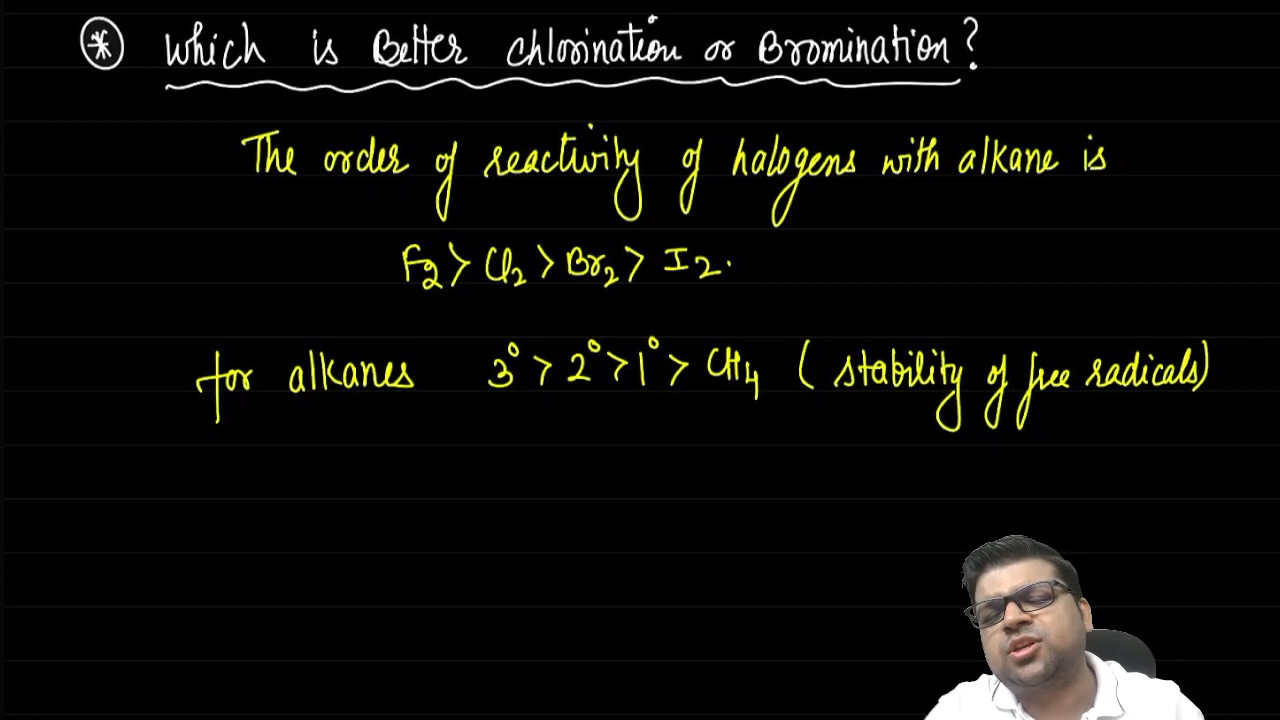 * Which is Better Chlorination or Bromination?
The order of reactivity of halogens with alkane is
F2 > Cl2 > Br2 > I2.
for alkanes 3° > 2° > 1° > CH4 ( stability of free radicals)